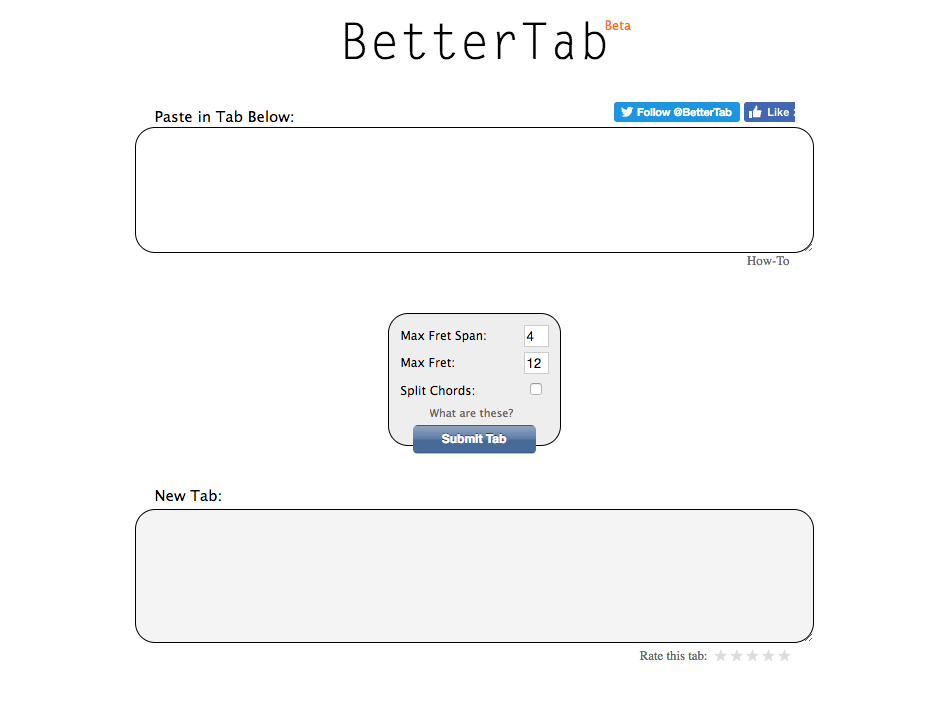 BetterTab Beta
Paste in Tab Below:
Follow @BetterTab
Like
How-To
Max Fret Span: 4
Max Fret: 12
Split Chords:
What are these?
Submit Tab
New Tab:
Rate this tab: